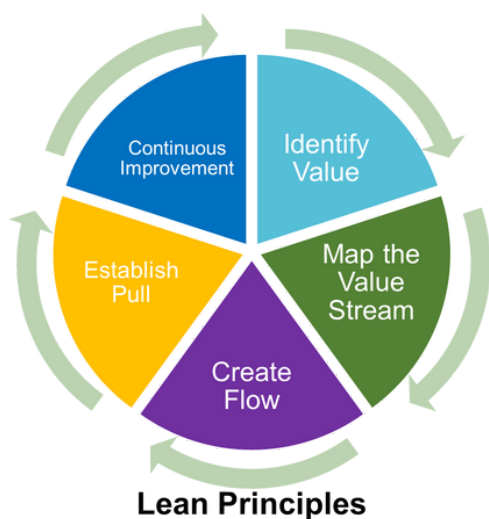 Identify
Value
Map the
Value
Stream
Create
Flow
Establish
Pull
Continuous
Improvement
Lean Principles